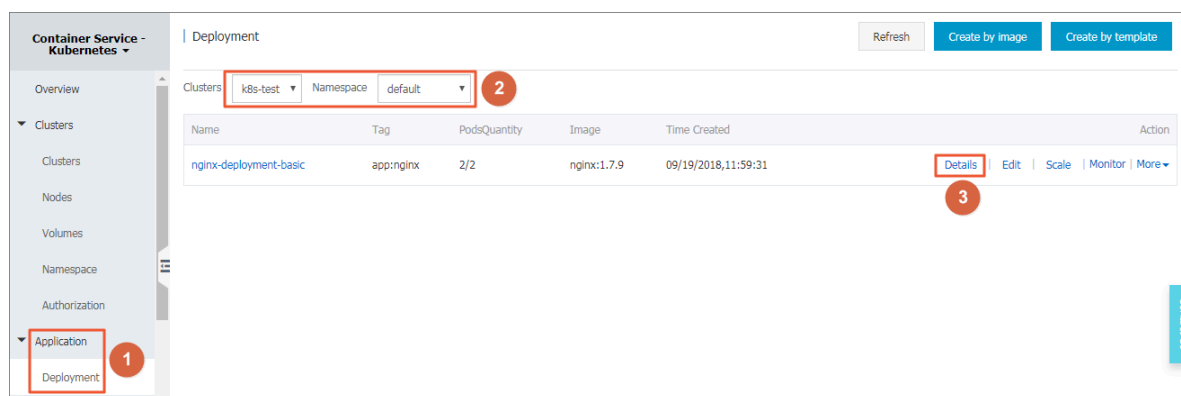 Container Service -
Kubernetes
Overview
Clusters
Clusters
Nodes
Volumes
Namespace
Authorization
Application
Deployment
1
Deployment
Refresh
Create by image
Create by template
Clusters k8s-test Namespace default 2
Name Tag PodsQuantity Image Time Created Action
nginx-deployment-basic app:nginx 2/2 nginx:1.7.9 09/19/2018,11:59:31 Details | Edit | Scale | Monitor | More
3